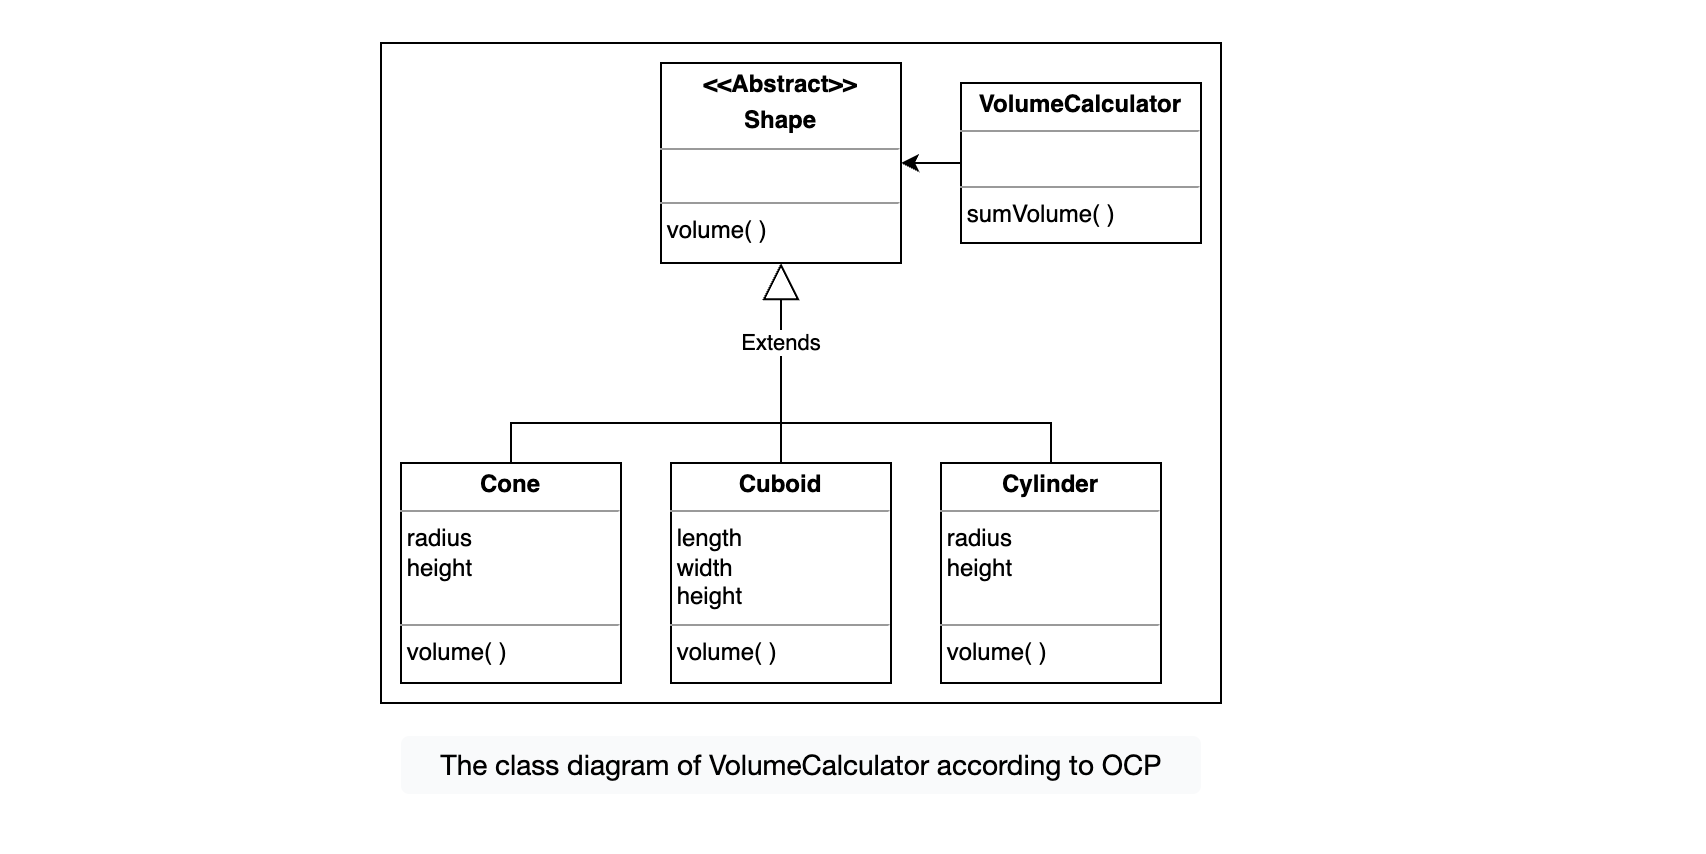 <<Abstract>>
Shape
volume( )
VolumeCalculator
sumVolume( )
Extends
Cone
radius
height
volume( )
Cuboid
length
width
height
volume( )
Cylinder
radius
height
volume( )
The class diagram of VolumeCalculator according to OCP